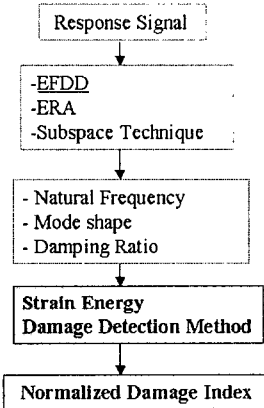 Response Signal
-EFDD
-ERA
-Subspace Technique
- Natural Frequency
- Mode shape
- Damping Ratio
Strain Energy
Damage Detection Method
Normalized Damage Index